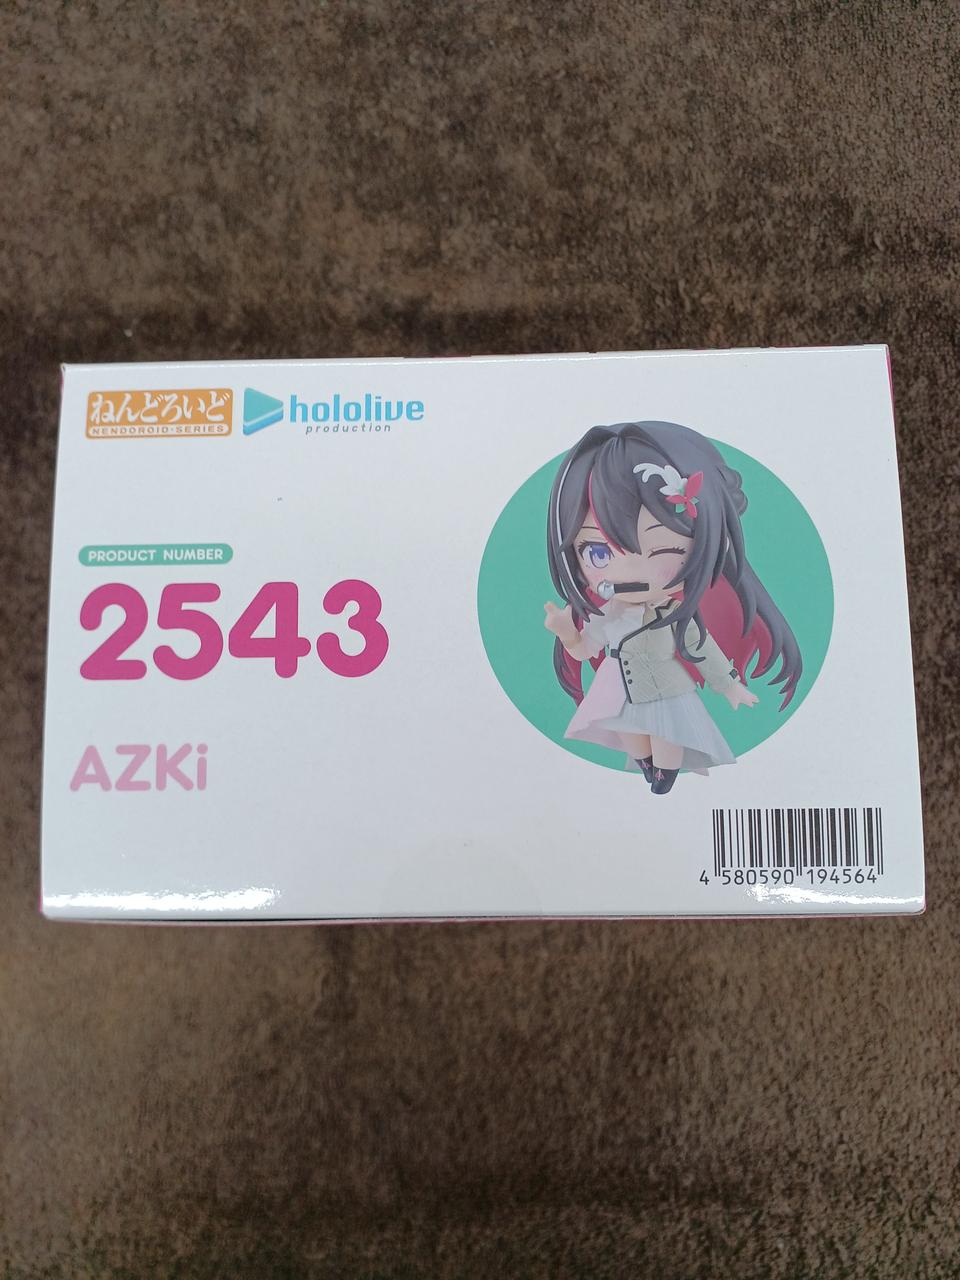 ねんどろいど
NENDOROID·SERIES
hololive
production
PRODUCT NUMBER
2543
AZKi
4 580590 194564